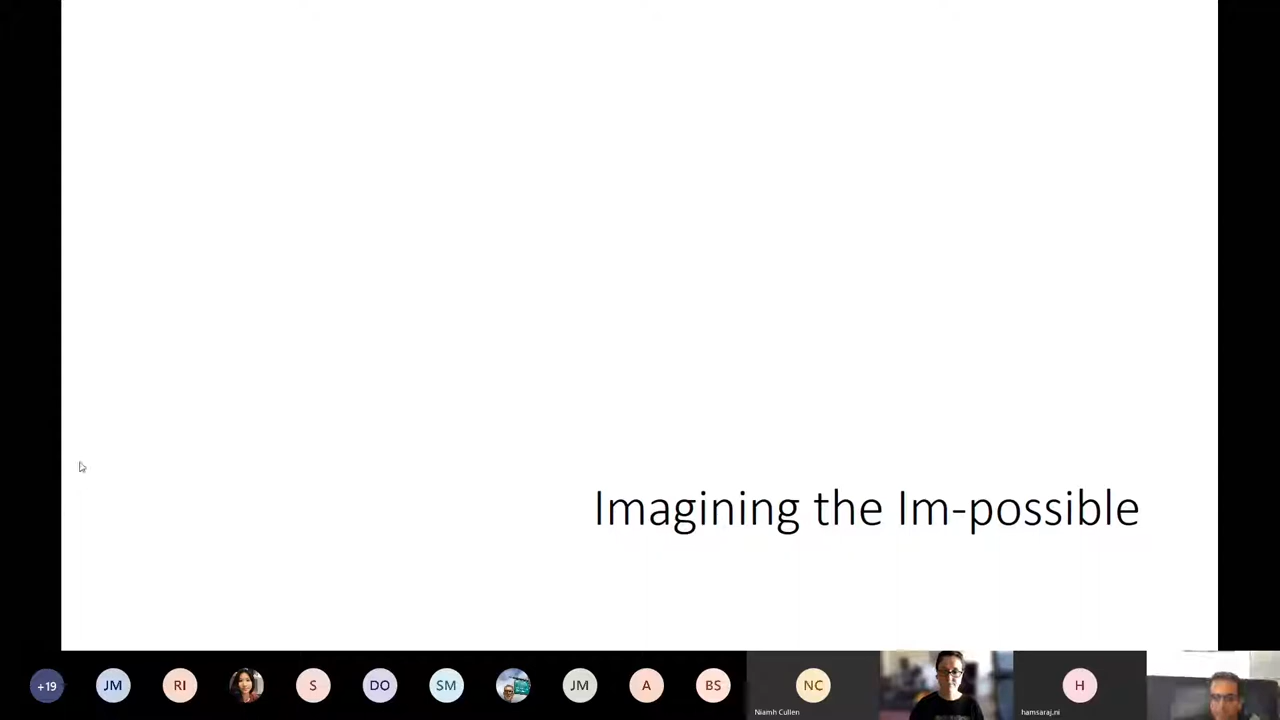 Imagining the Im-possible
+19
JM
RI
S
DO
SM
JM
A
BS
NC
Niamh Cullen
H
hamsaraj.ni